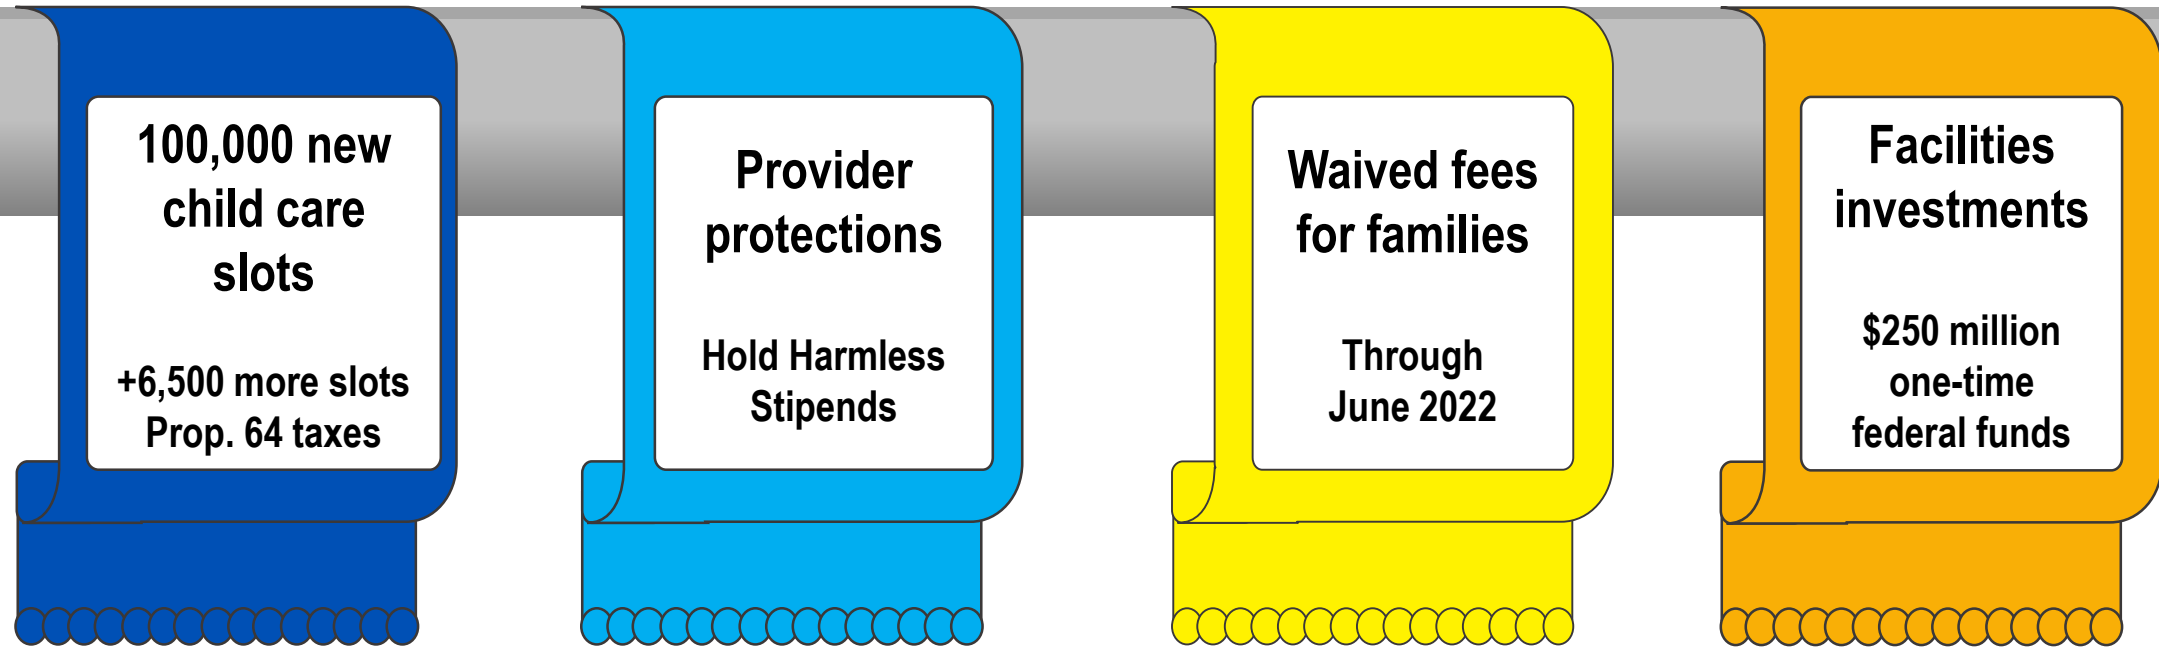 100,000 new
child care
slots
+6,500 more slots
Prop. 64 taxes
Provider
protections
Hold Harmless
Stipends
Waived fees
for families
Through
June 2022
Facilities
investments
$250 million
one-time
federal funds